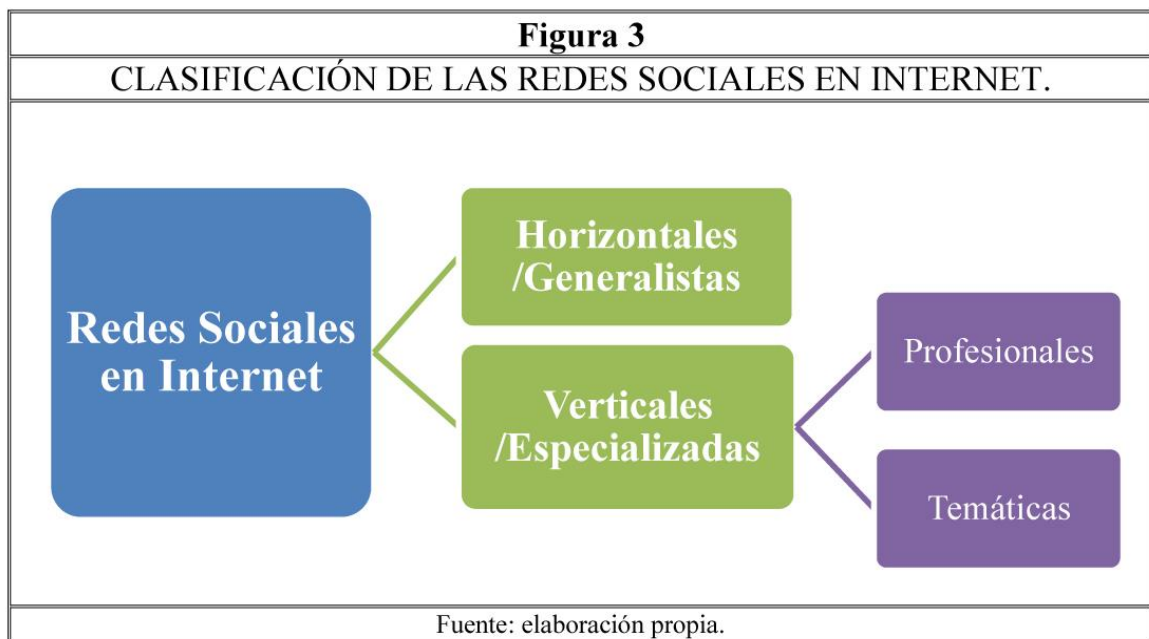 Figura 3
CLASIFICACIÓN DE LAS REDES SOCIALES EN INTERNET.
Redes Sociales
en Internet
Horizontales
/Generalistas
Verticales
/Especializadas
Profesionales
Temáticas
Fuente: elaboración propia.